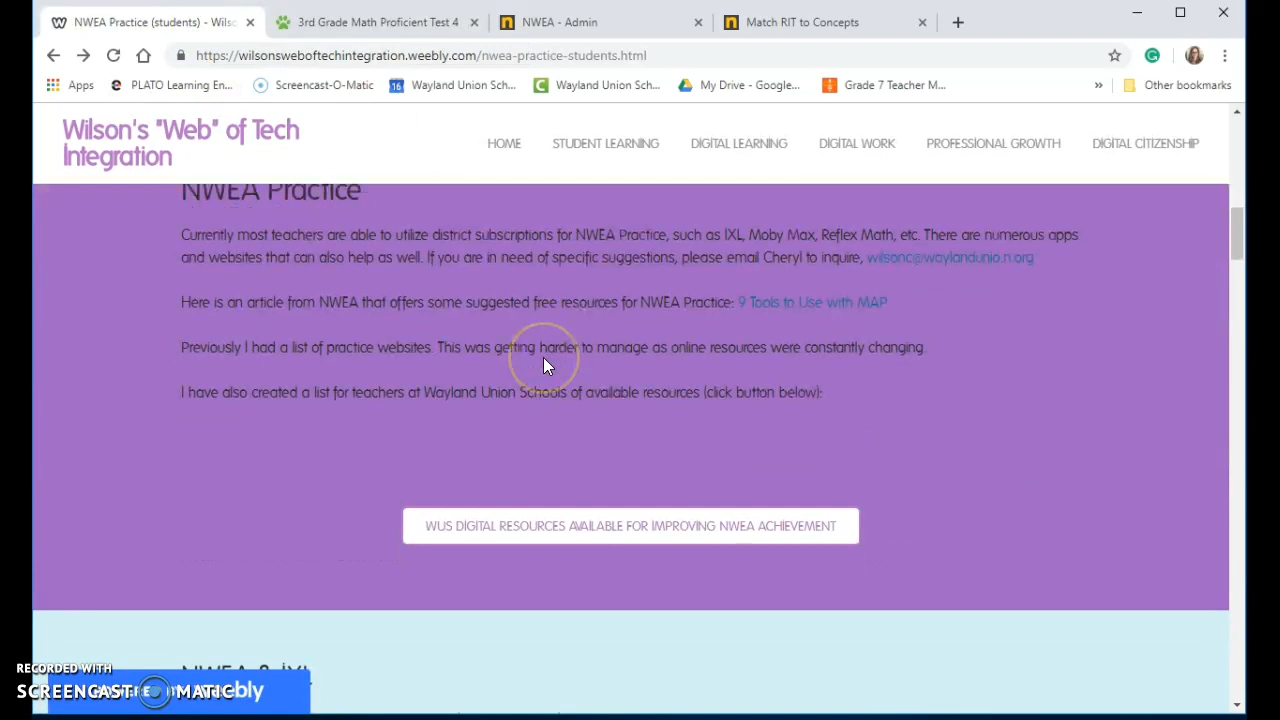 NWEA Practice (students) - Wilso
3rd Grade Math Proficient Test 4
NWEA - Admin
Match RIT to Concepts
https://wilsonsweboftechintegration.weebly.com/nwea-practice-students.html
Apps
PLATO Learning En...
Screencast-O-Matic
16 Wayland Union Sch...
Wayland Union Sch...
My Drive - Google...
Grade 7 Teacher M...
» Other bookmarks
Wilson's "Web" of Tech
Integration
HOME
STUDENT LEARNING
DIGITAL LEARNING
DIGITAL WORK
PROFESSIONAL GROWTH
DIGITAL CITIZENSHIP
NWEA Practice
Currently most teachers are able to utilize district subscriptions for NWEA Practice, such as IXL, Moby Max, Reflex Math, etc. There are numerous apps
and websites that can also help as well. If you are in need of specific suggestions, please email Cheryl to inquire, wilsonc@waylandunio.n.org
Here is an article from NWEA that offers some suggested free resources for NWEA Practice: 9 Tools to Use with MAP
Previously I had a list of practice websites. This was getting harder to manage as online resources were constantly changing.
I have also created a list for teachers at Wayland Union Schools of available resources (click button below):
WUS DIGITAL RESOURCES AVAILABLE FOR IMPROVING NWEA ACHIEVEMENT
NWEA & IXL
RECORDED WITH
SCREENCAST MATIC